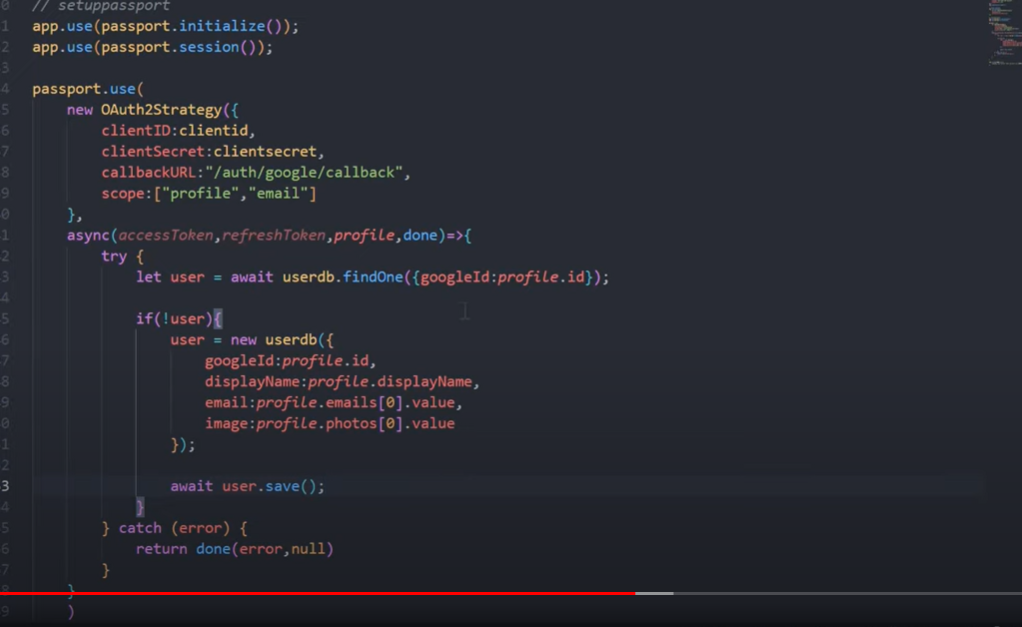 0 // setuppassport
1 app.use(passport.initialize());
2 app.use(passport.session());
3
4 passport.use(
5     new OAuth2Strategy({
6         clientID:clientid,
7         clientSecret:clientsecret,
8         callbackURL:"/auth/google/callback",
9         scope:["profile","email"]
0     },
1     async(accessToken,refreshToken,profile,done)=>{
2         try {
3             let user = await userdb.findOne({googleId:profile.id});
4
5             if(!user){
6                 user = new userdb({
7                     googleId:profile.id,
8                     displayName:profile.displayName,
9                     email:profile.emails[0].value,
0                     image:profile.photos[0].value
1                 });
2
3                 await user.save();
4             }
5         } catch (error) {
6             return done(error,null)
7         }
8     }
9     )